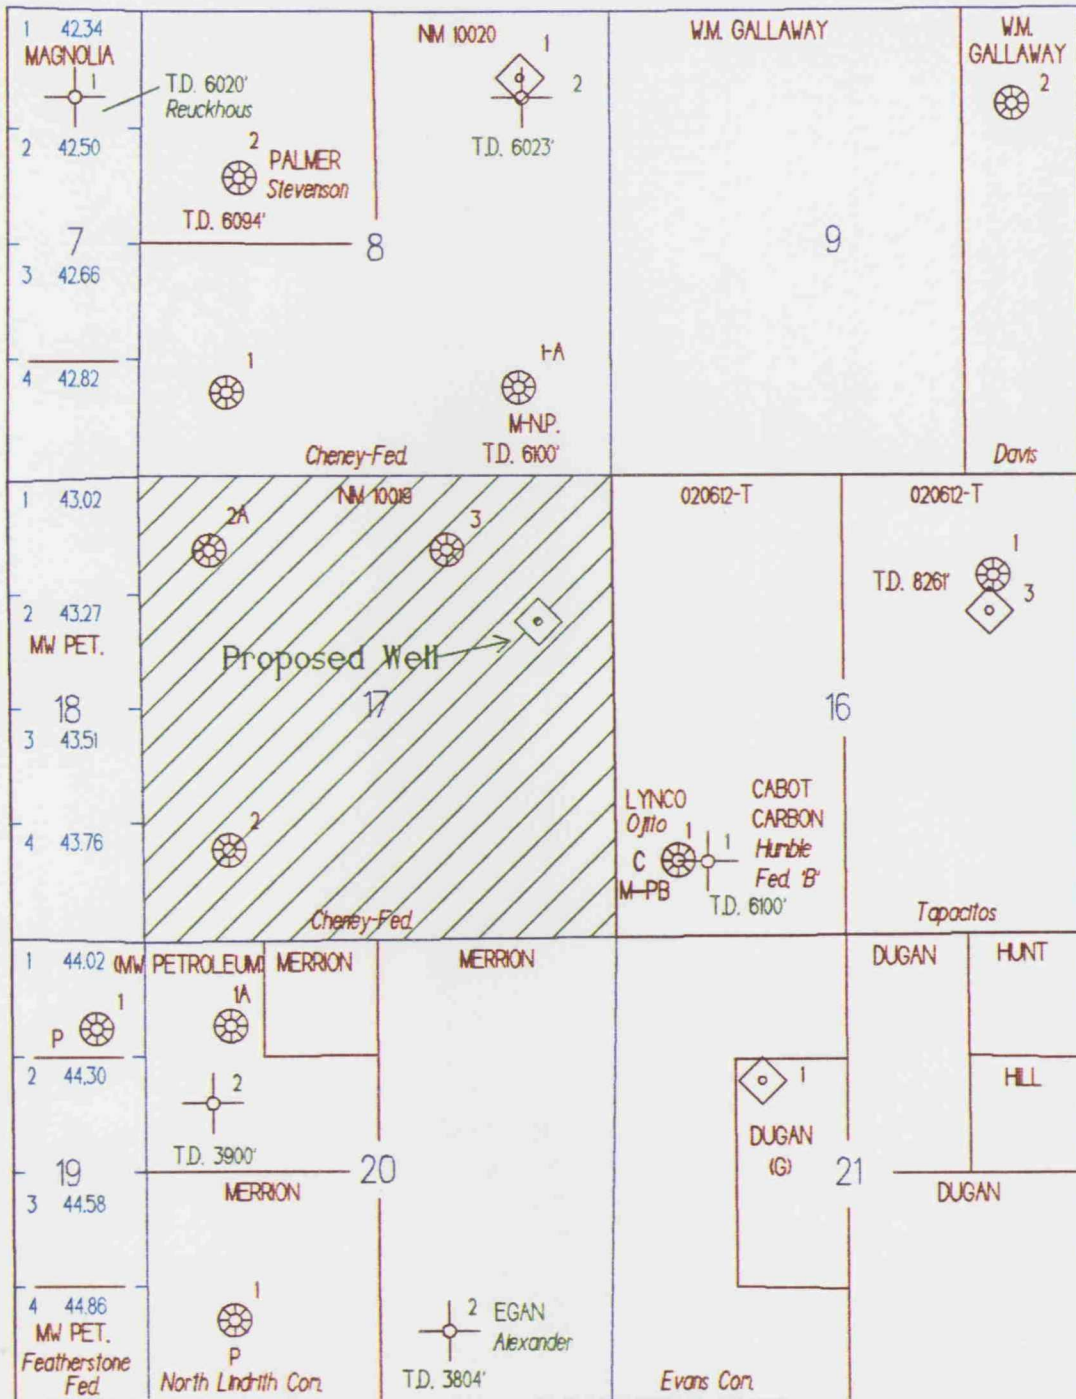 1 42.34
MAGNOLIA
1
T.D. 6020'
Reuckhous
2 42.50
2
PALMER
Stevenson
T.D. 6094'
7
3 42.66
4 42.82
1
Cheney-Fed.
8
NM 10020
1
2
T.D. 6023'
1-A
M-N.P.
T.D. 6100'
W.M. GALLAWAY
9
W.M.
GALLAWAY
2
Davis
1 43.02
2 43.27
MW PET.
18
3 43.51
4 43.76
NM 10019
2A
3
Proposed Well
17
2
Cheney-Fed.
020612-T
020612-T
1
T.D. 8261'
3
16
LYNCO
Ojito
1
C
M-PB
1
CABOT
CARBON
Humble
Fed. 'B'
T.D. 6100'
Tapacitos
1 44.02
(MW PETROLEUM)
MERRION
MERRION
1
P
1A
2 44.30
2
T.D. 3900'
19
20
MERRION
3 44.58
4 44.86
MW PET.
Featherstone
Fed.
1
P
North Lindrith Con.
2
EGAN
Alexander
T.D. 3804'
DUGAN
HUNT
HILL
1
DUGAN
(G)
21
DUGAN
Evans Con.